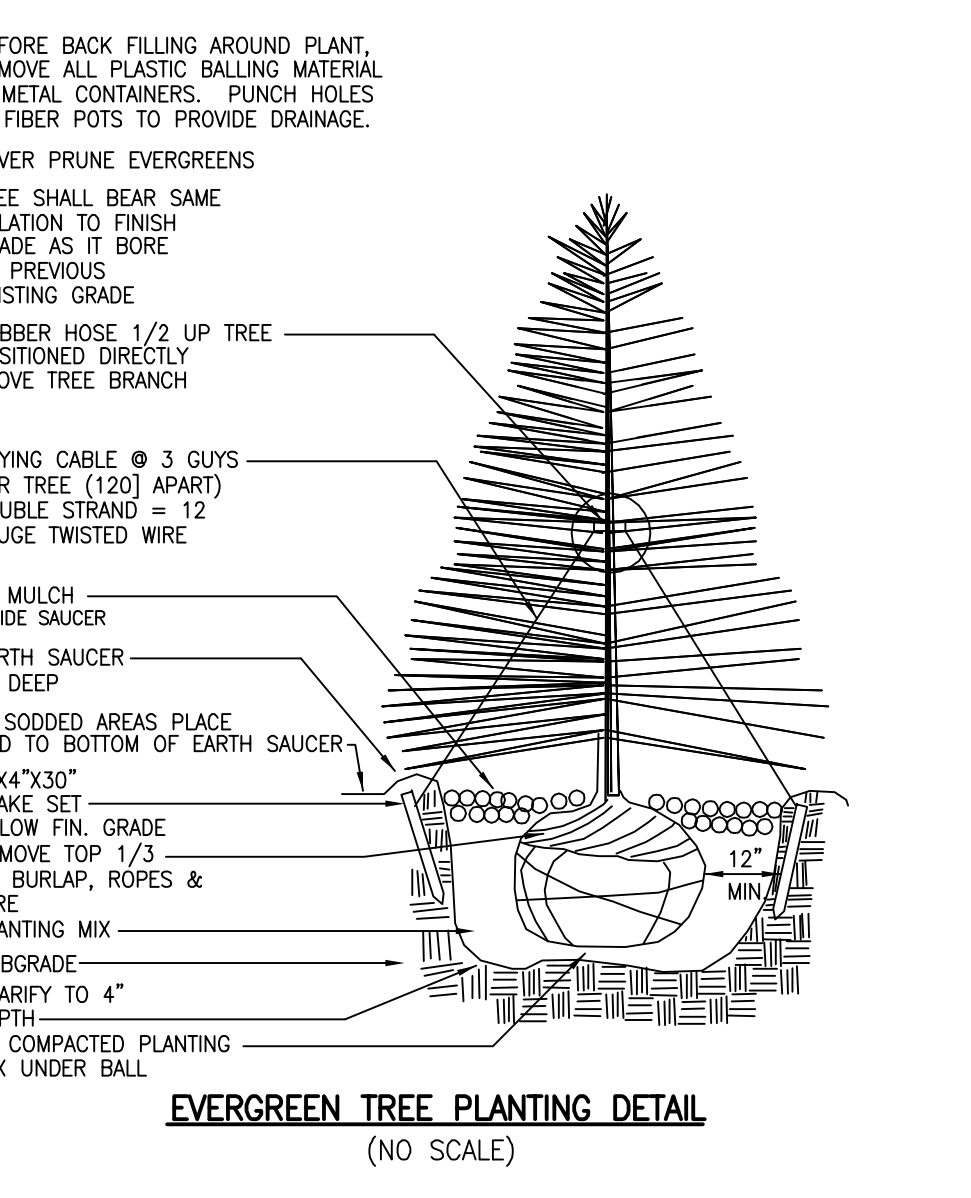 FORE BACK FILLING AROUND PLANT,
MOVE ALL PLASTIC BALLING MATERIAL
METAL CONTAINERS. PUNCH HOLES
FIBER POTS TO PROVIDE DRAINAGE.
VER PRUNE EVERGREENS
EE SHALL BEAR SAME
LATION TO FINISH
ADE AS IT BORE
PREVIOUS
ISTING GRADE
BBER HOSE 1/2 UP TREE
SITIONED DIRECTLY
OVE TREE BRANCH
YING CABLE @ 3 GUYS
R TREE (120] APART)
UBLE STRAND = 12
UGE TWISTED WIRE
MULCH
IDE SAUCER
RTH SAUCER
DEEP
SODDED AREAS PLACE
D TO BOTTOM OF EARTH SAUCER
X4"X30"
AKE SET
LOW FIN. GRADE
MOVE TOP 1/3
BURLAP, ROPES &
RE
12"
MIN.
ANTING MIX
BGRADE
ARIFY TO 4"
PTH
COMPACTED PLANTING
X UNDER BALL
EVERGREEN TREE PLANTING DETAIL
(NO SCALE)